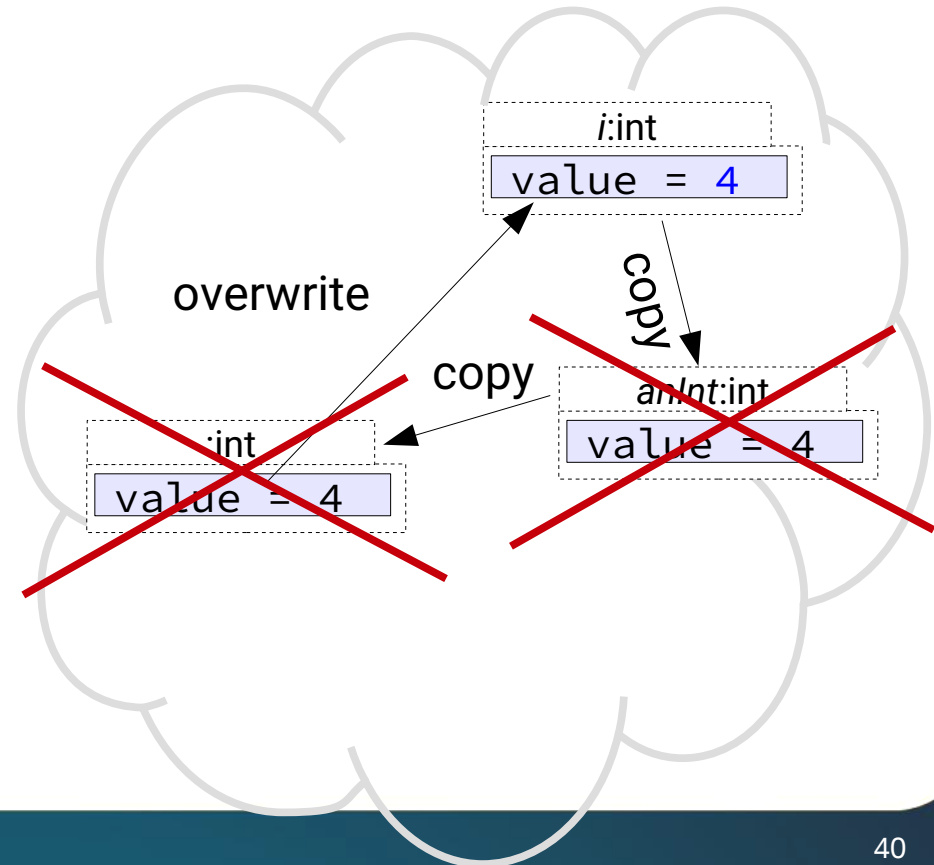 i:int
value = 4
overwrite
copy
copy
anInt:int
value = 4
:int
value = 4
40